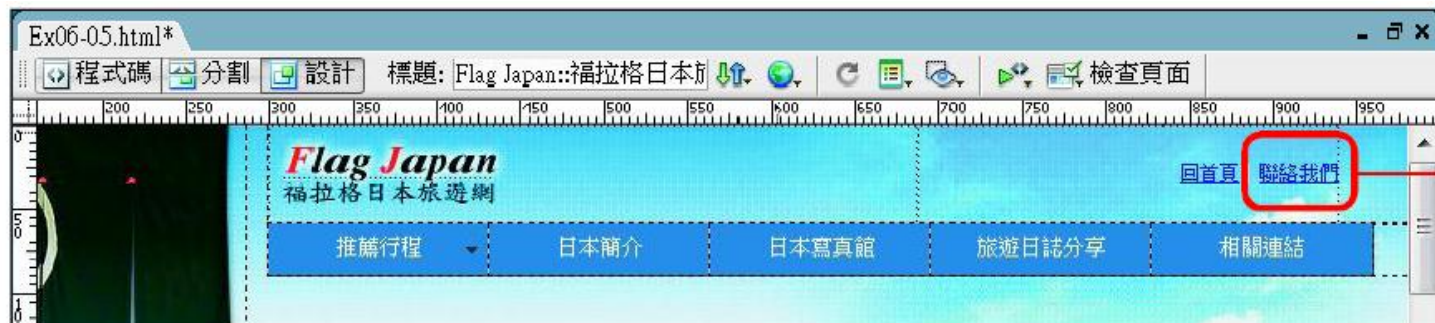 Ex06-05.html*
程式碼 分割 設計 標題: Flag Japan::福拉格日本旅 檢查頁面
200 250 300 350 400 450 500 550 600 650 700 750 800 850 900 950
0
Flag Japan
福拉格日本旅遊網
回首頁 聯絡我們
50
推薦行程 日本簡介 日本寫真館 旅遊日誌分享 相關連結
10